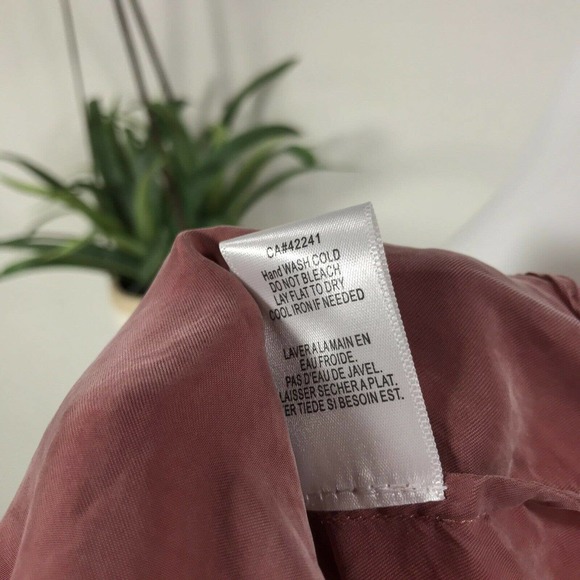 CA#42241
Hand WASH COLD
DO NOT BLEACH
LAY FLAT TO DRY
COOL IRON IF NEEDED
LAVER A LA MAIN EN
EAU FROIDE.
PAS D'EAU DE JAVEL.
LAISSER SECHER A PLAT.
TIEDE SI BESOIN EST.